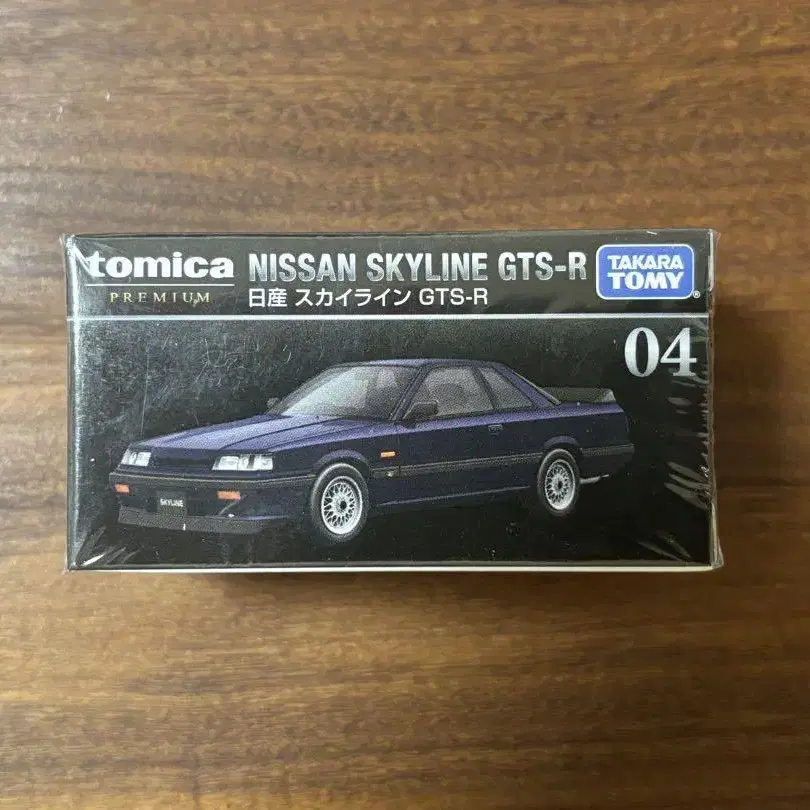 tomica
PREMIUM
NISSAN SKYLINE GTS-R
日産 スカイライン GTS-R
TAKARA
TOMY®
04
SKYLINE